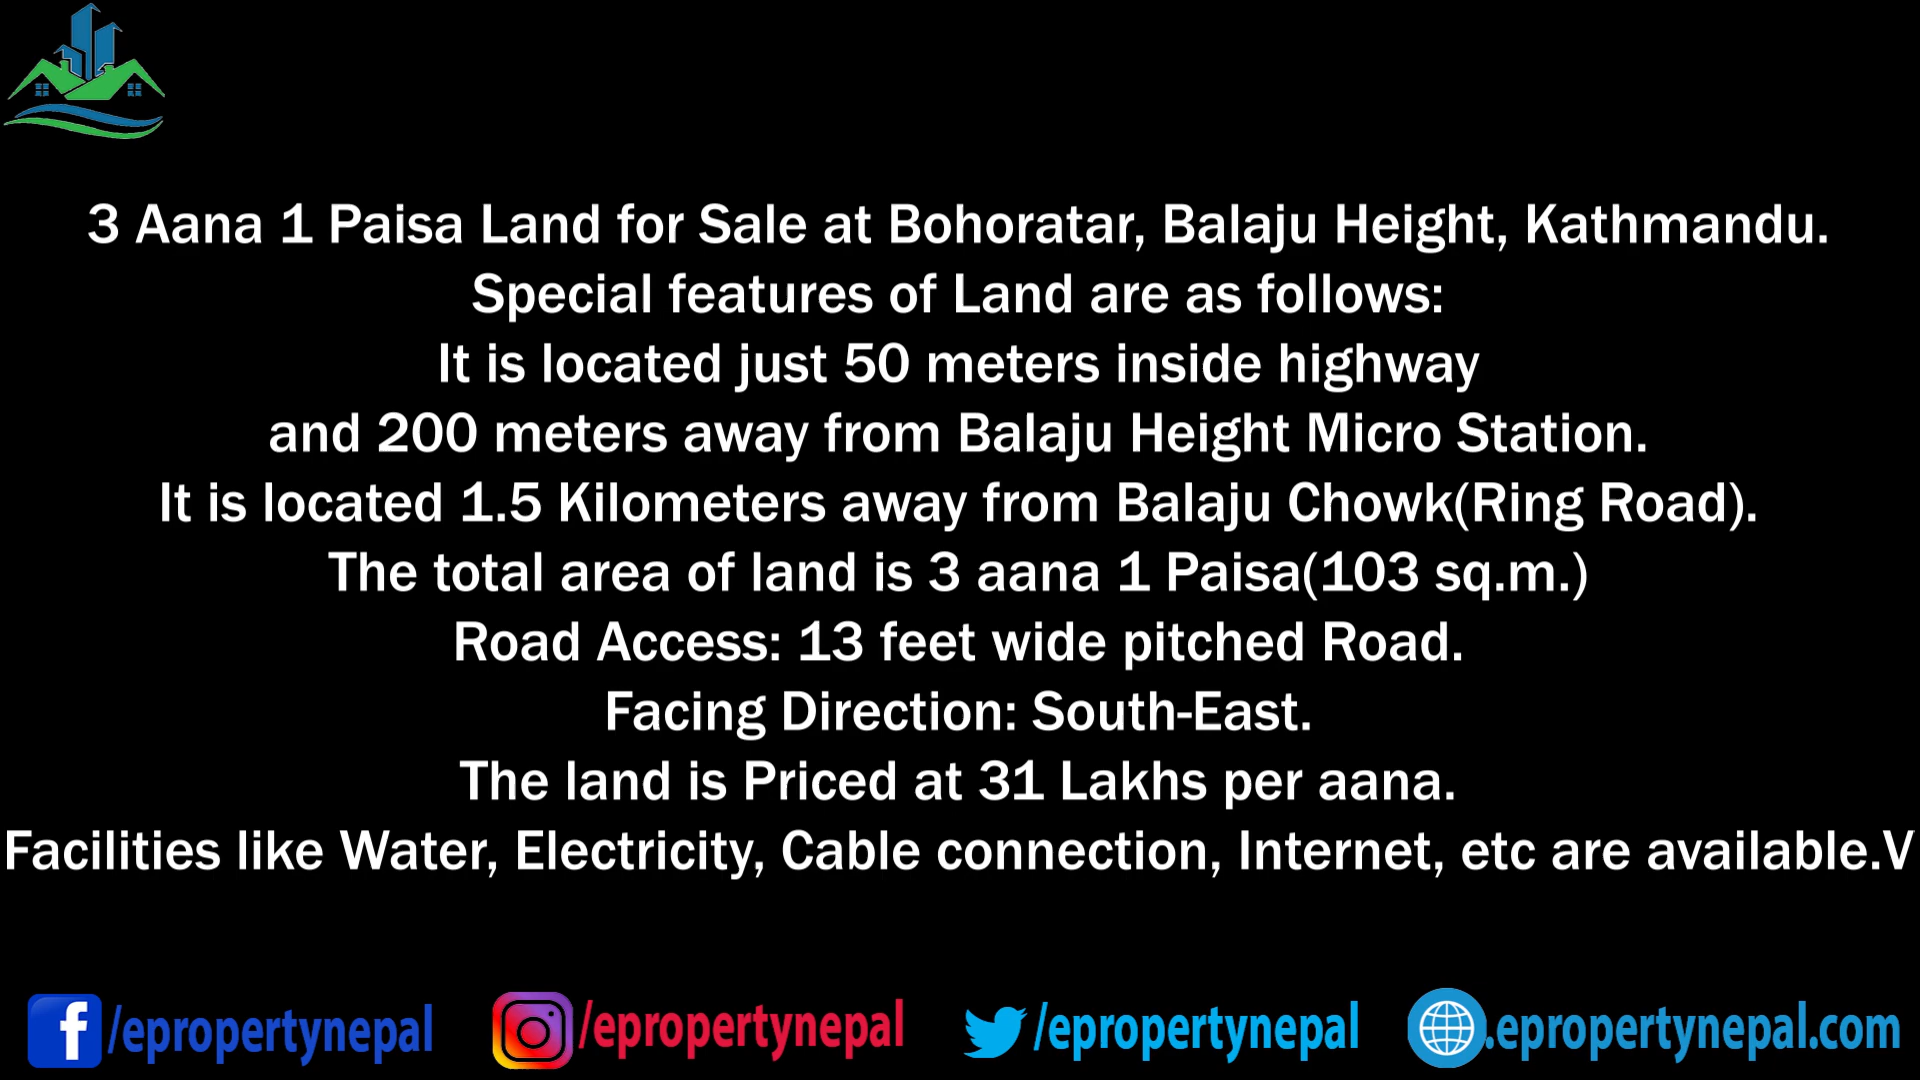 3 Aana 1 Paisa Land for Sale at Bohoratar, Balaju Height, Kathmandu.
Special features of Land are as follows:
It is located just 50 meters inside highway
and 200 meters away from Balaju Height Micro Station.
It is located 1.5 Kilometers away from Balaju Chowk(Ring Road).
The total area of land is 3 aana 1 Paisa(103 sq.m.)
Road Access: 13 feet wide pitched Road.
Facing Direction: South-East.
The land is Priced at 31 Lakhs per aana.
Facilities like Water, Electricity, Cable connection, Internet, etc are available.V
/epropertynepal /epropertynepal /epropertynepal .epropertynepal.com